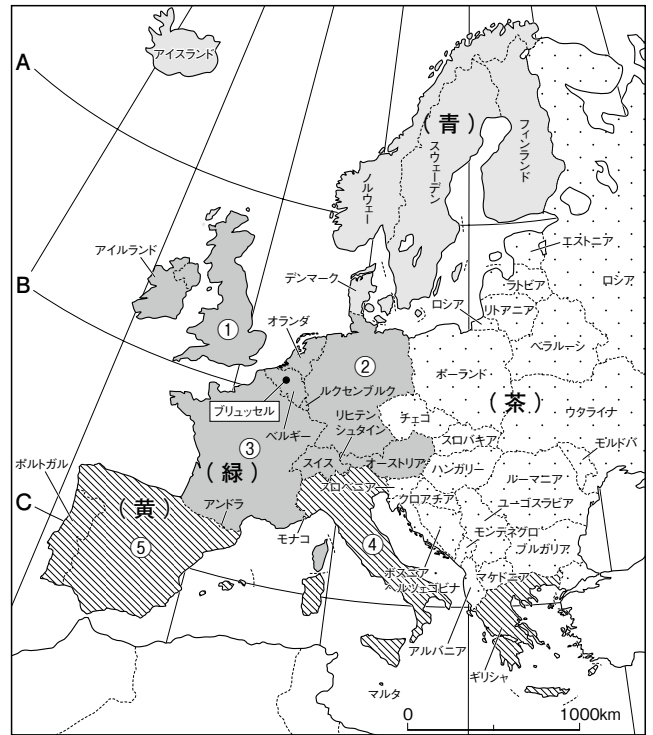 アイスランド
A
(青)
フィンランド
スウェーデン
ノルウェー
エストニア
アイルランド
デンマーク
ラトビア
ロシア
B
ロシア
リトアニア
オランダ
①
②
ベラルーシ
ポーランド
ルクセンブルク
(茶)
ブリュッセル
リヒテン
シュタイン
チェコ
ウクライナ
ベルギー
③
スロバキア
モルドバ
ポルトガル
(緑)
スイス
オーストリア
ハンガリー
スロベニア
ルーマニア
C
(黄)
アンドラ
クロアチア
ユーゴスラビア
モナコ
④
モンテネグロ
ブルガリア
⑤
ボスニア
ヘルツェゴビナ
マケドニア
アルバニア
ギリシャ
マルタ
0 1000km